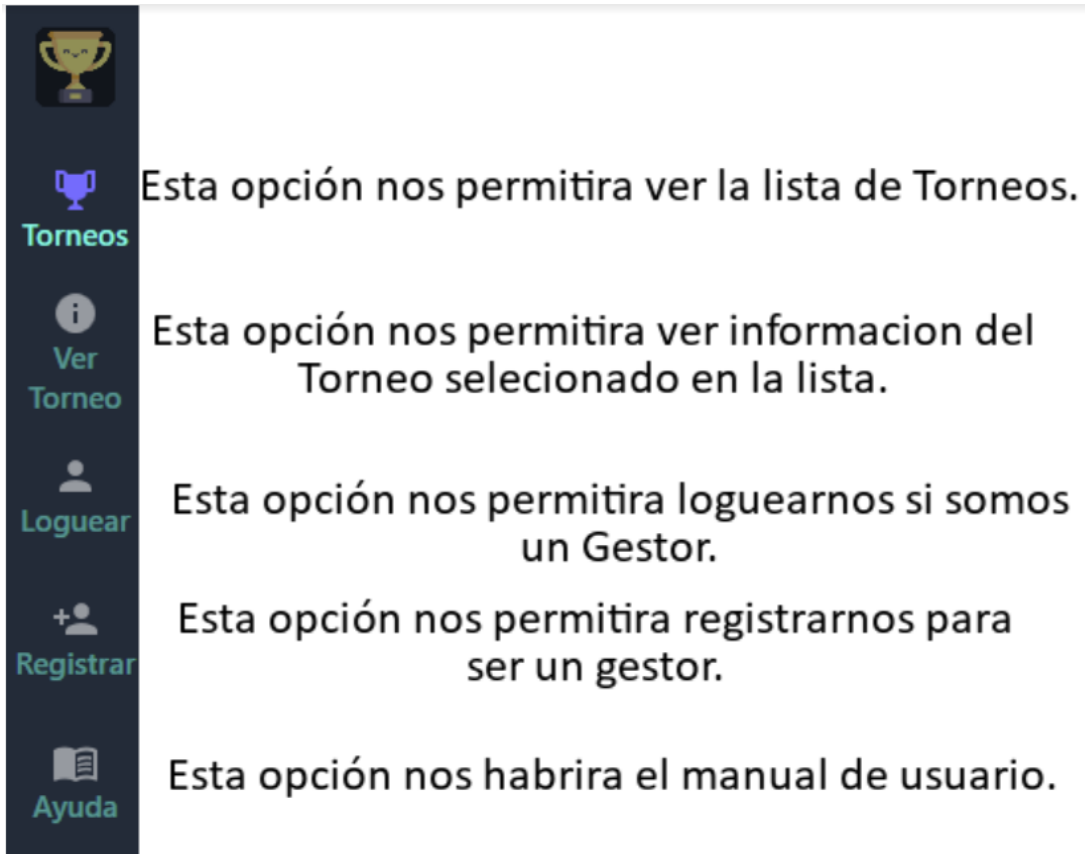 Torneos
Esta opción nos permitira ver la lista de Torneos.
Ver
Torneo
Esta opción nos permitira ver informacion del
Torneo selecionado en la lista.
Loguear
Esta opción nos permitira loguearnos si somos
un Gestor.
Registrar
Esta opción nos permitira registrarnos para
ser un gestor.
Ayuda
Esta opción nos habrira el manual de usuario.